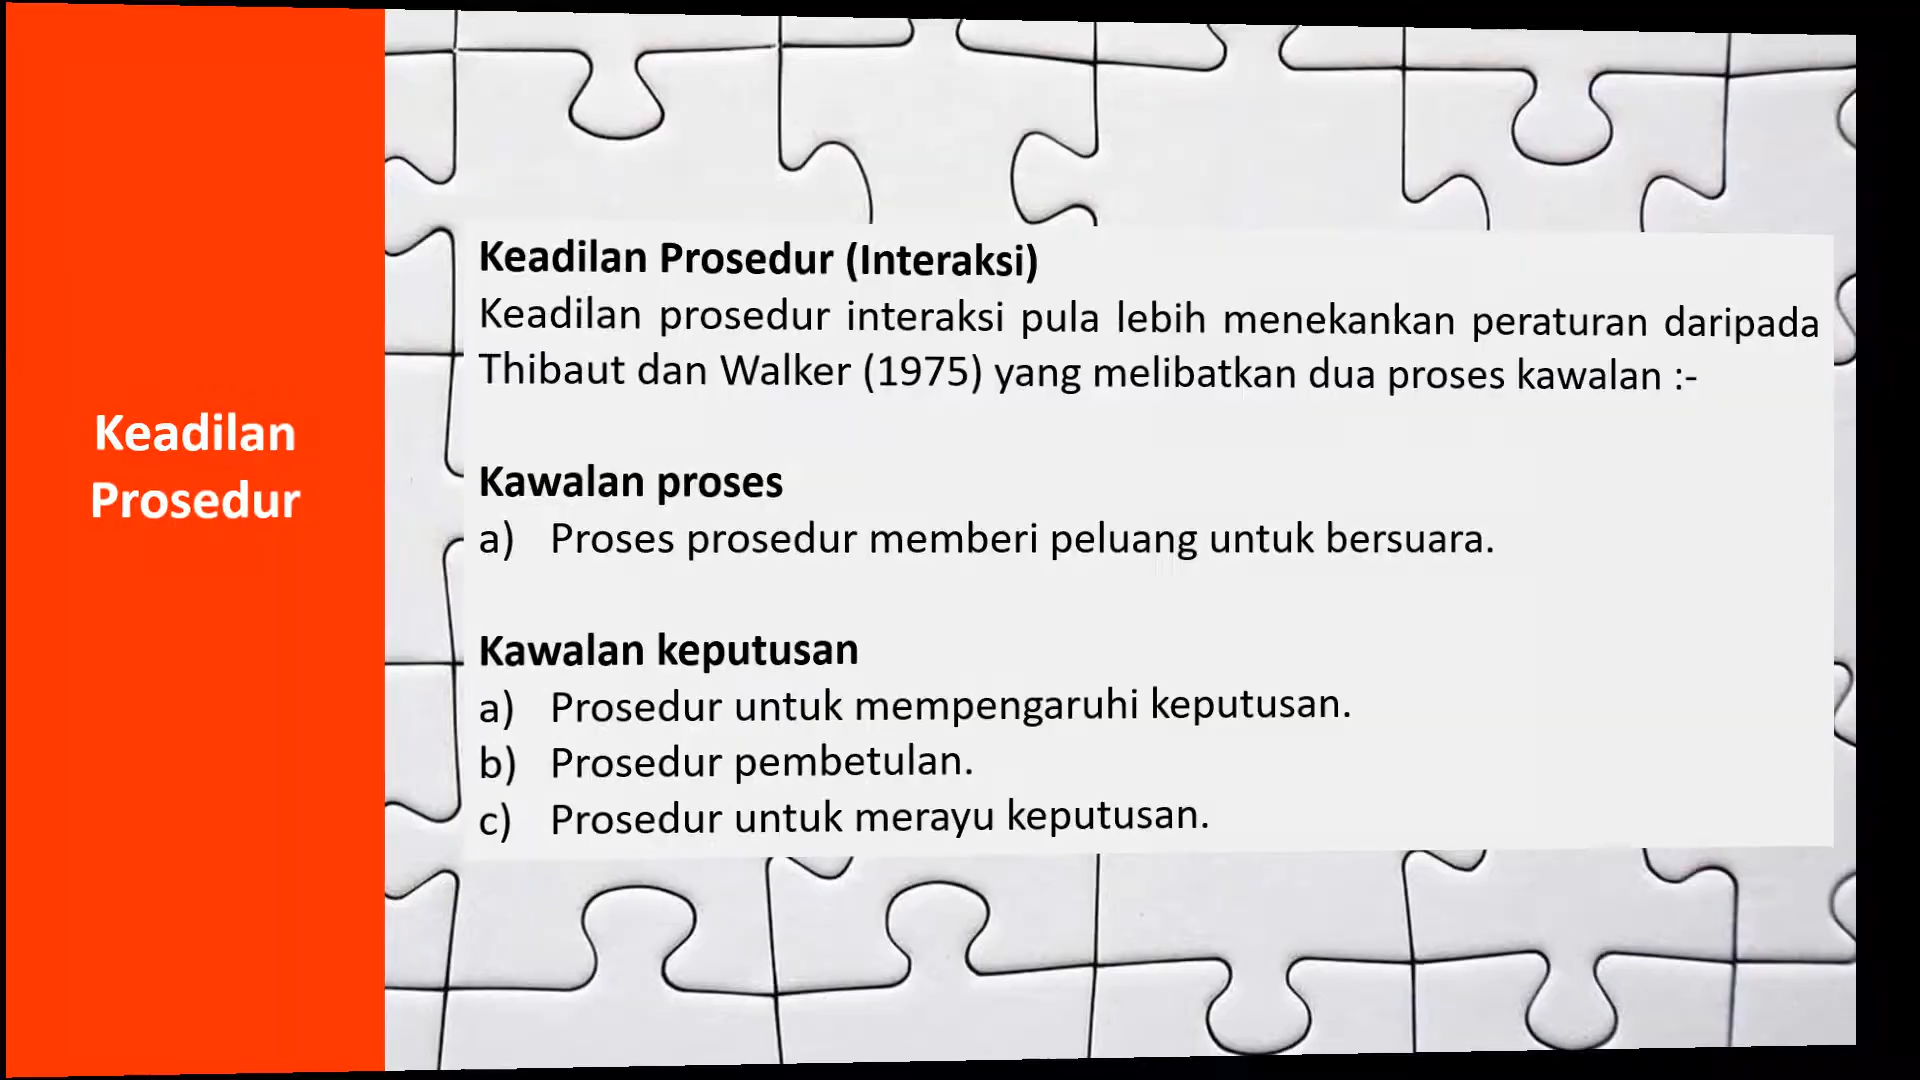 Keadilan
Prosedur
Keadilan Prosedur (Interaksi)
Keadilan prosedur interaksi pula lebih menekankan peraturan daripada
Thibaut dan Walker (1975) yang melibatkan dua proses kawalan :-
Kawalan proses
a) Proses prosedur memberi peluang untuk bersuara.
Kawalan keputusan
a) Prosedur untuk mempengaruhi keputusan.
b) Prosedur pembetulan.
c) Prosedur untuk merayu keputusan.